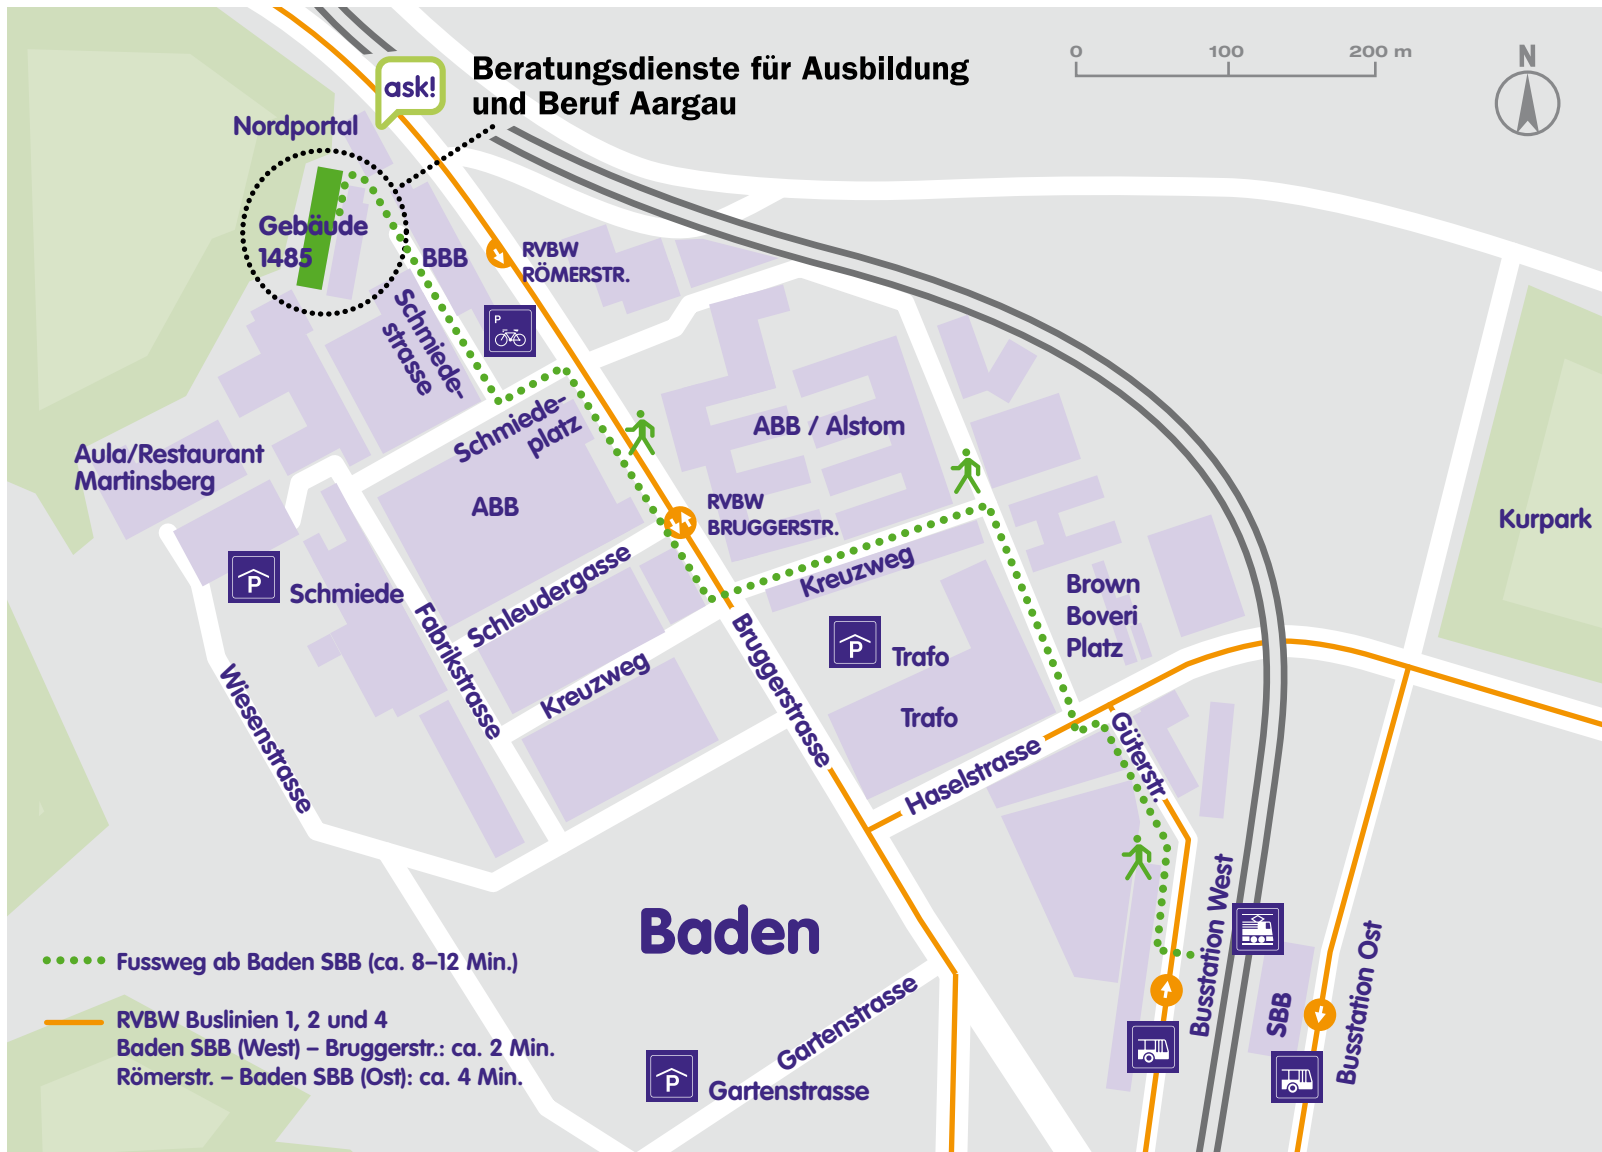 0 100 200 m
N
ask!
Beratungsdienste für Ausbildung
und Beruf Aargau
Nordportal
Gebäude
1485
BBB
RVBW
RÖMERSTR.
P
Schmiede-
strasse
Schmiede-
platz
ABB / Alstom
Aula/Restaurant
Martinsberg
ABB
RVBW
BRUGGERSTR.
Kurpark
P
Schmiede
Schleudergasse
Kreuzweg
Brown
Boveri
Platz
Fabrikstrasse
Bruggerstrasse
P
Trafo
Kreuzweg
Trafo
Wiesenstrasse
Haselstrasse
Güterstr.
Baden
Busstation West
SBB
Busstation Ost
Fussweg ab Baden SBB (ca. 8–12 Min.)
RVBW Buslinien 1, 2 und 4
Baden SBB (West) – Bruggerstr.: ca. 2 Min.
Römerstr. – Baden SBB (Ost): ca. 4 Min.
Gartenstrasse
P
Gartenstrasse